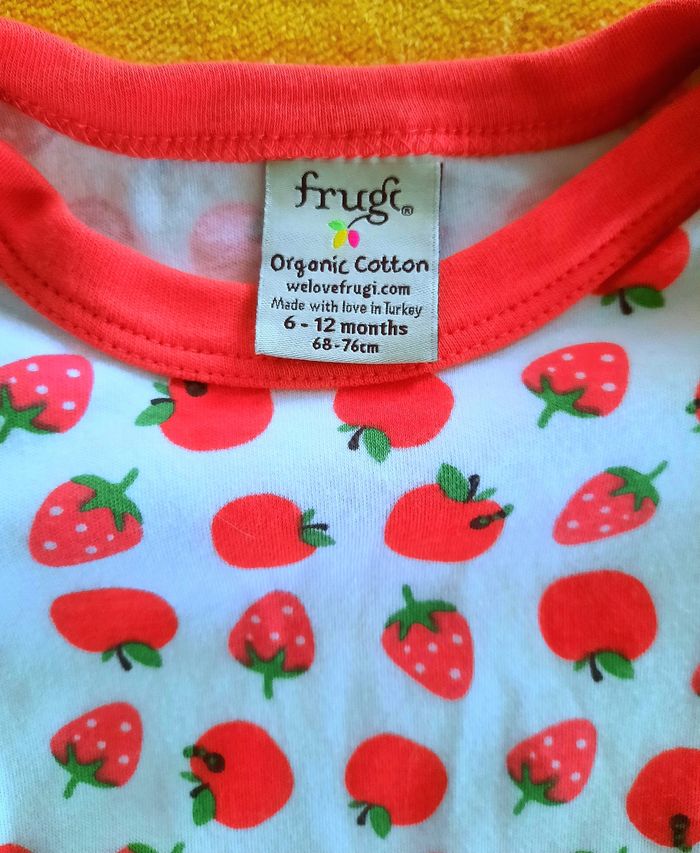 frugi®
Organic Cotton
welovefrugi.com
Made with love in Turkey
6 - 12 months
68-76cm